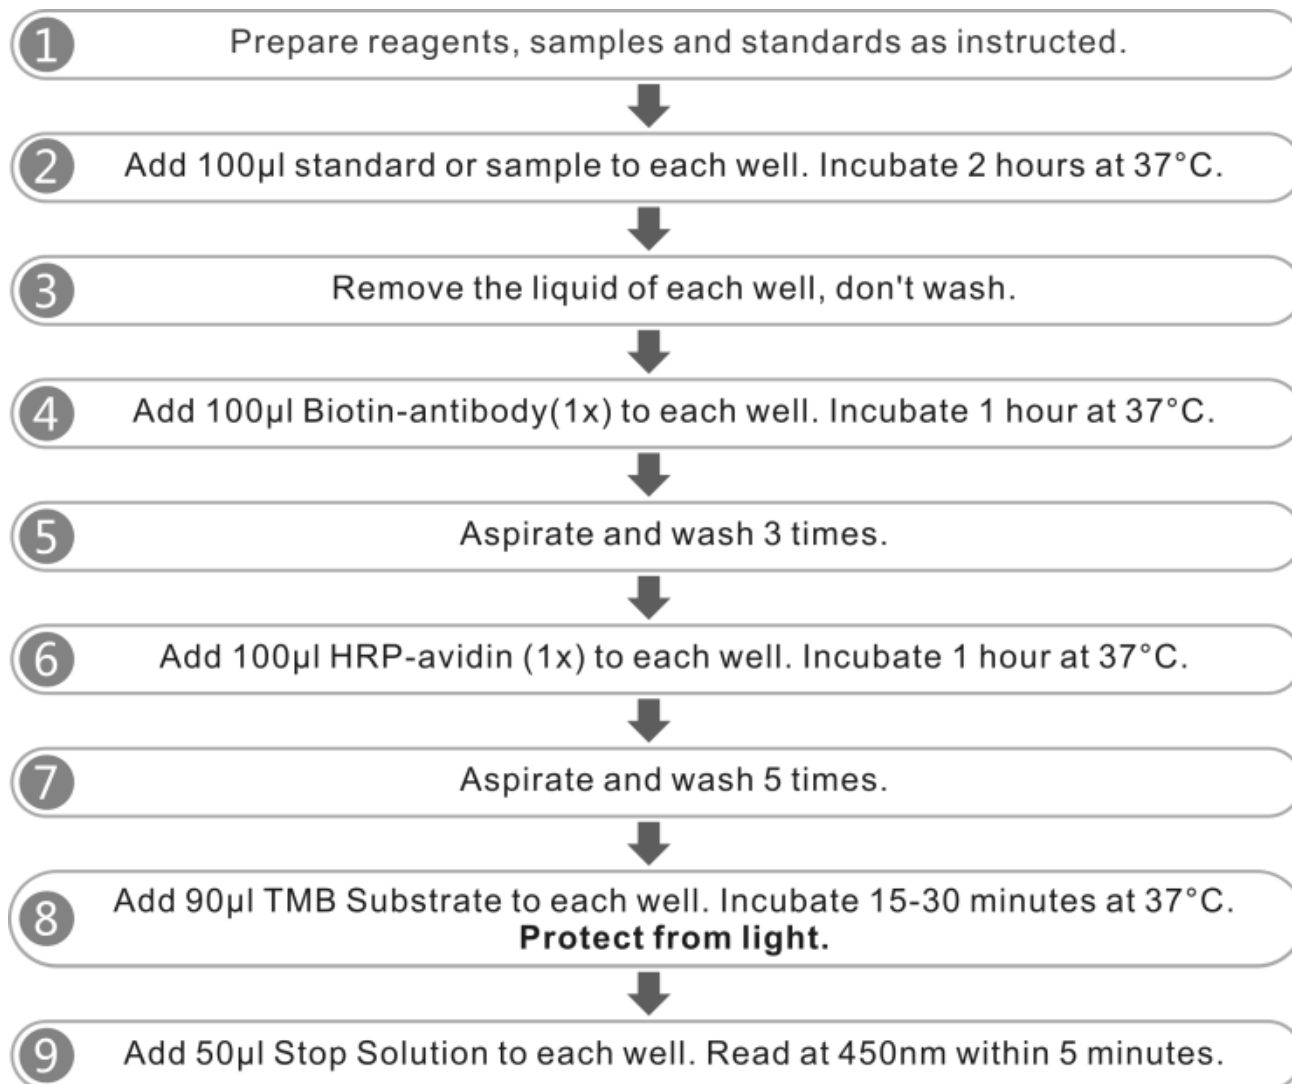 1 Prepare reagents, samples and standards as instructed.
2 Add 100µl standard or sample to each well. Incubate 2 hours at 37°C.
3 Remove the liquid of each well, don't wash.
4 Add 100µl Biotin-antibody(1x) to each well. Incubate 1 hour at 37°C.
5 Aspirate and wash 3 times.
6 Add 100µl HRP-avidin (1x) to each well. Incubate 1 hour at 37°C.
7 Aspirate and wash 5 times.
8 Add 90µl TMB Substrate to each well. Incubate 15-30 minutes at 37°C.
Protect from light.
9 Add 50µl Stop Solution to each well. Read at 450nm within 5 minutes.